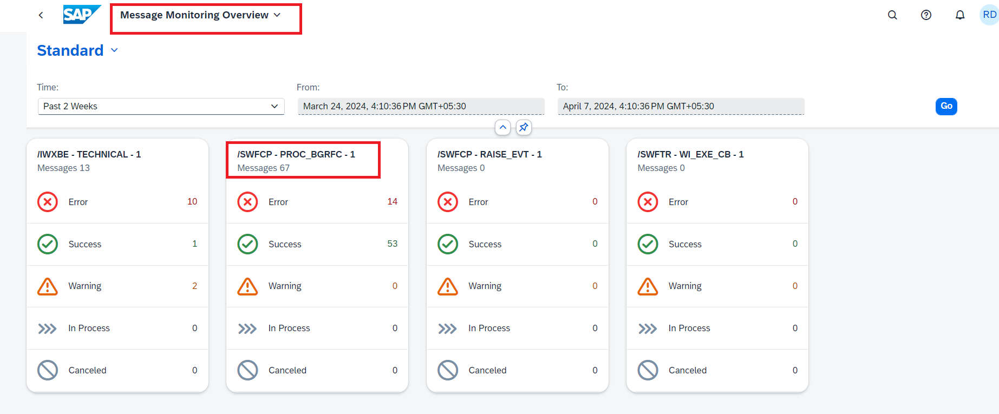 SAP
Message Monitoring Overview
RD
Standard
Time:
From:
To:
Past 2 Weeks
March 24, 2024, 4:10:36 PM GMT+05:30
April 7, 2024, 4:10:36 PM GMT+05:30
Go
/IWXBE - TECHNICAL - 1
Messages 13
Error 10
Success 1
Warning 2
In Process 0
Canceled 0
/SWFCP - PROC_BGRFC - 1
Messages 67
Error 14
Success 53
Warning 0
In Process 0
Canceled 0
/SWFCP - RAISE_EVT - 1
Messages 0
Error 0
Success 0
Warning 0
In Process 0
Canceled 0
/SWFTR - WI_EXE_CB - 1
Messages 0
Error 0
Success 0
Warning 0
In Process 0
Canceled 0